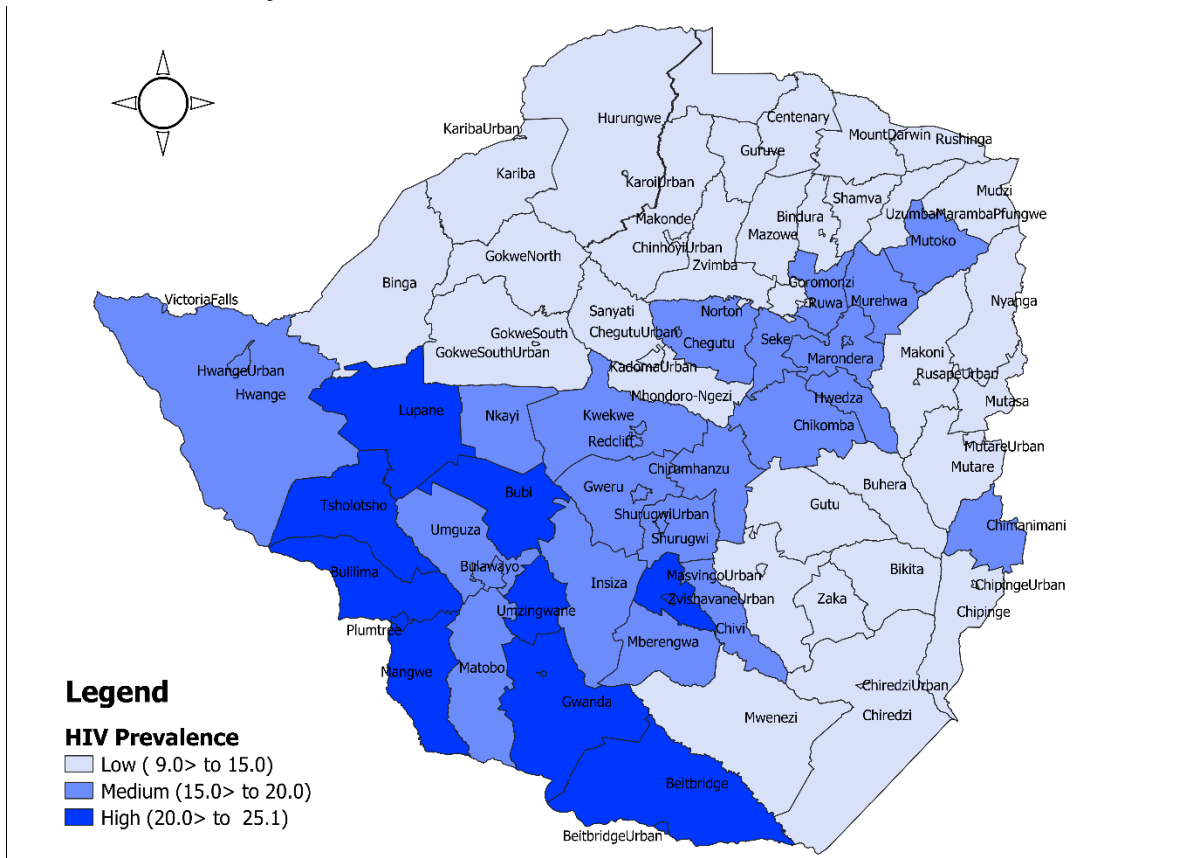 Hurungwe
Centenary
KaribaUrban
MountDarwin
Rushinga
Guruve
Kariba
KaroiUrban
Mudzi
Shamva
Makonde
Bindura
UzumbaMarambaPfungwe
Mazowe
Mutoko
ChinhoyiUrban
GokweNorth
Zvimba
Binga
Goromonzi
VictoriaFalls
Ruwa
Murehwa
Nyanga
Sanyati
Norton
ChegutuUrban
GokweSouth
Chegutu
Seke
GokweSouthUrban
Makoni
Marondera
HwangeUrban
KadomaUrban
RusapeUrban
Hwange
Mhondoro-Ngezi
Hwedza
Mutasa
Lupane
Nkayi
Kwekwe
Chikomba
Redcliff
MutareUrban
Chirumhanzu
Mutare
Buhera
Gweru
Bubi
Tsholotsho
Gutu
ShurugwiUrban
Chimanimani
Umguza
Shurugwi
Bulawayo
Bulilima
Insiza
MasvingoUrban
Bikita
ChipingeUrban
ZvishavaneUrban
Zaka
Umzingwane
Chipinge
Plumtree
Chivi
Mberengwa
Matobo
Mangwe
ChiredziUrban
Gwanda
Mwenezi
Chiredzi
Beitbridge
BeitbridgeUrban
Legend
HIV Prevalence
Low ( 9.0> to 15.0)
Medium (15.0> to 20.0)
High (20.0> to 25.1)